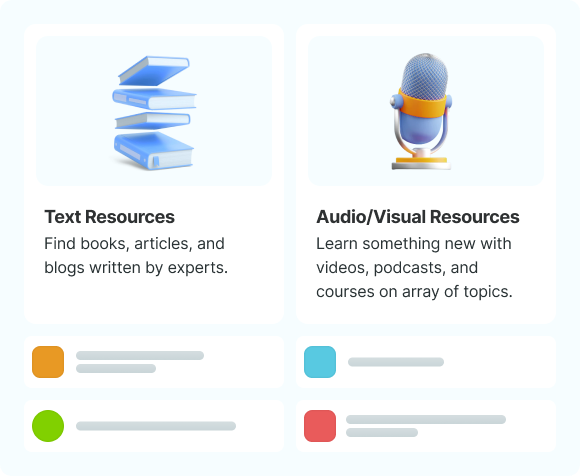 Text Resources
Find books, articles, and
blogs written by experts.
Audio/Visual Resources
Learn something new with
videos, podcasts, and
courses on array of topics.